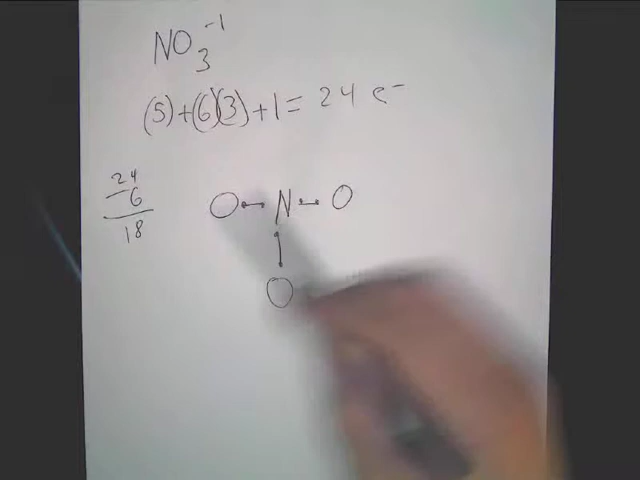 NO₃⁻¹
(5)+(6)(3)+1= 24 e⁻
24
-6
18
O N O
O